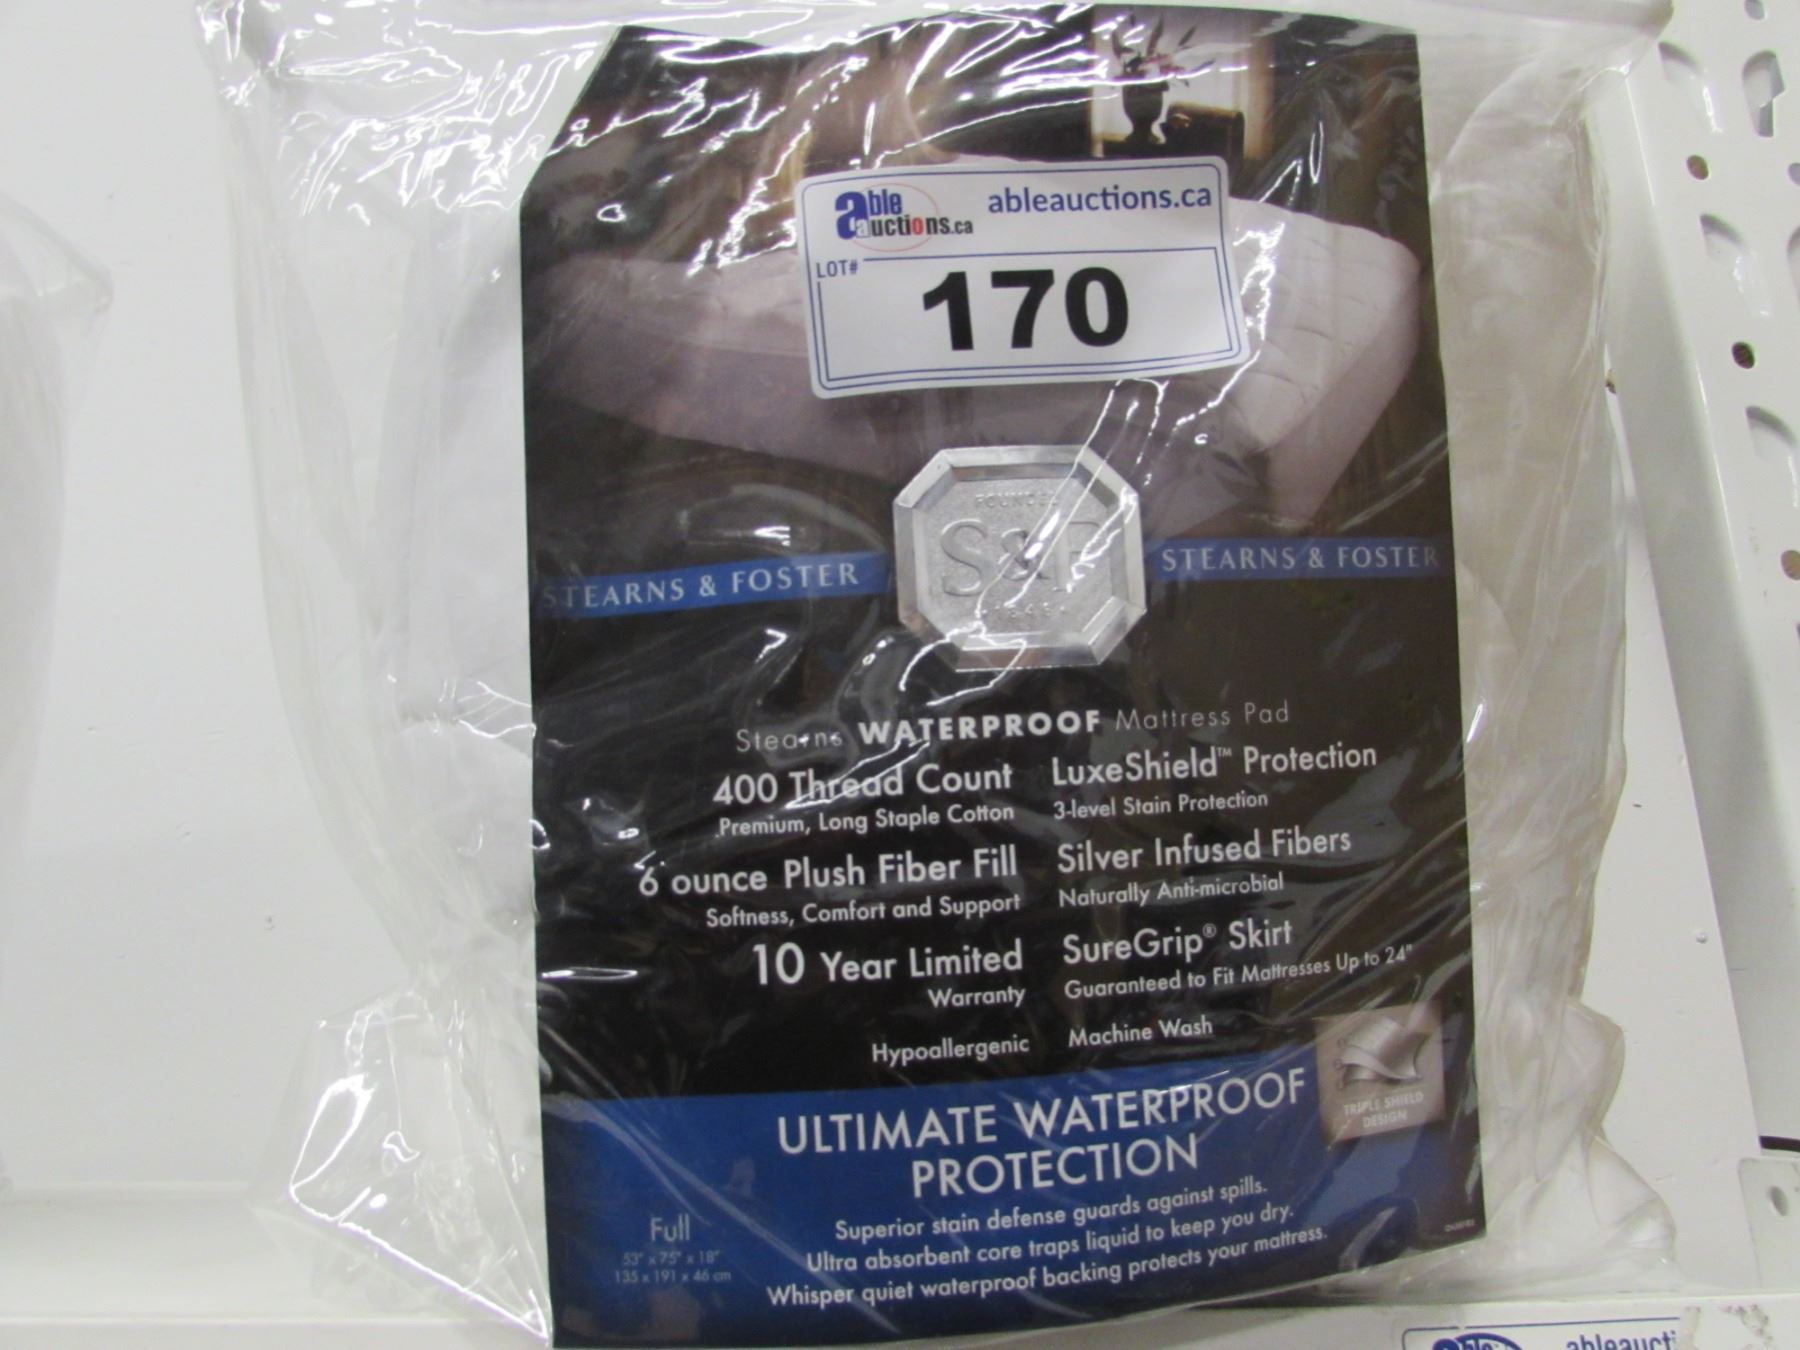 able auctions.ca
ableauctions.ca
LOT#
170
FOUNDED
S&F
1846
STEARNS & FOSTER
STEARNS & FOSTER
Stearns WATERPROOF Mattress Pad
400 Thread Count
Premium, Long Staple Cotton
LuxeShield™ Protection
3-level Stain Protection
6 ounce Plush Fiber Fill
Softness, Comfort and Support
Silver Infused Fibers
Naturally Anti-microbial
10 Year Limited
Warranty
SureGrip® Skirt
Guaranteed to Fit Mattresses Up to 24"
Hypoallergenic
Machine Wash
TRIPLE SHIELD
DESIGN
ULTIMATE WATERPROOF
PROTECTION
Superior stain defense guards against spills.
Ultra absorbent core traps liquid to keep you dry.
Whisper quiet waterproof backing protects your mattress.
Full
53" x 75" x 18"
135 x 191 x 46 cm
able
ableaucti